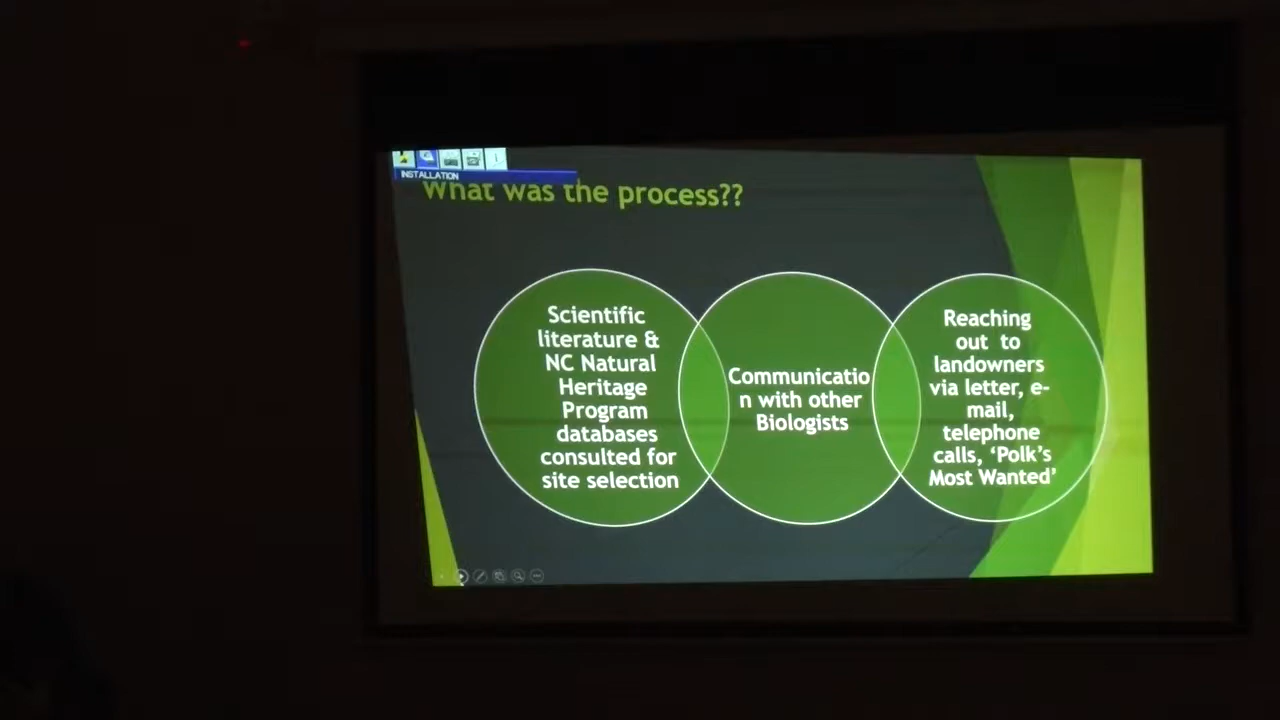 INSTALLATION
What was the process??
Scientific
literature &
NC Natural
Heritage
Program
databases
consulted for
site selection
Communicatio
n with other
Biologists
Reaching
out to
landowners
via letter, e-
mail,
telephone
calls, ‘Polk’s
Most Wanted’